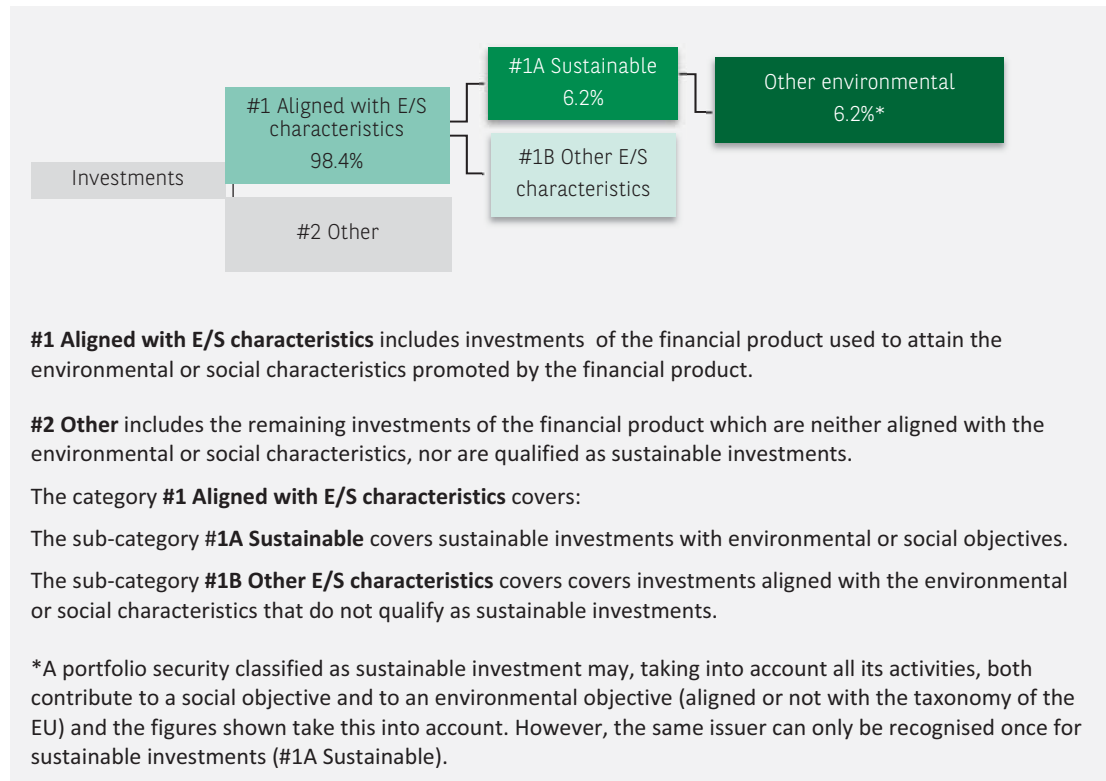 #1A Sustainable
6.2%
Other environmental
6.2%*
#1 Aligned with E/S
characteristics
98.4%
#1B Other E/S
characteristics
Investments
#2 Other
#1 Aligned with E/S characteristics includes investments of the financial product used to attain the
environmental or social characteristics promoted by the financial product.
#2 Other includes the remaining investments of the financial product which are neither aligned with the
environmental or social characteristics, nor are qualified as sustainable investments.
The category #1 Aligned with E/S characteristics covers:
The sub-category #1A Sustainable covers sustainable investments with environmental or social objectives.
The sub-category #1B Other E/S characteristics covers covers investments aligned with the environmental
or social characteristics that do not qualify as sustainable investments.
*A portfolio security classified as sustainable investment may, taking into account all its activities, both
contribute to a social objective and to an environmental objective (aligned or not with the taxonomy of the
EU) and the figures shown take this into account. However, the same issuer can only be recognised once for
sustainable investments (#1A Sustainable).